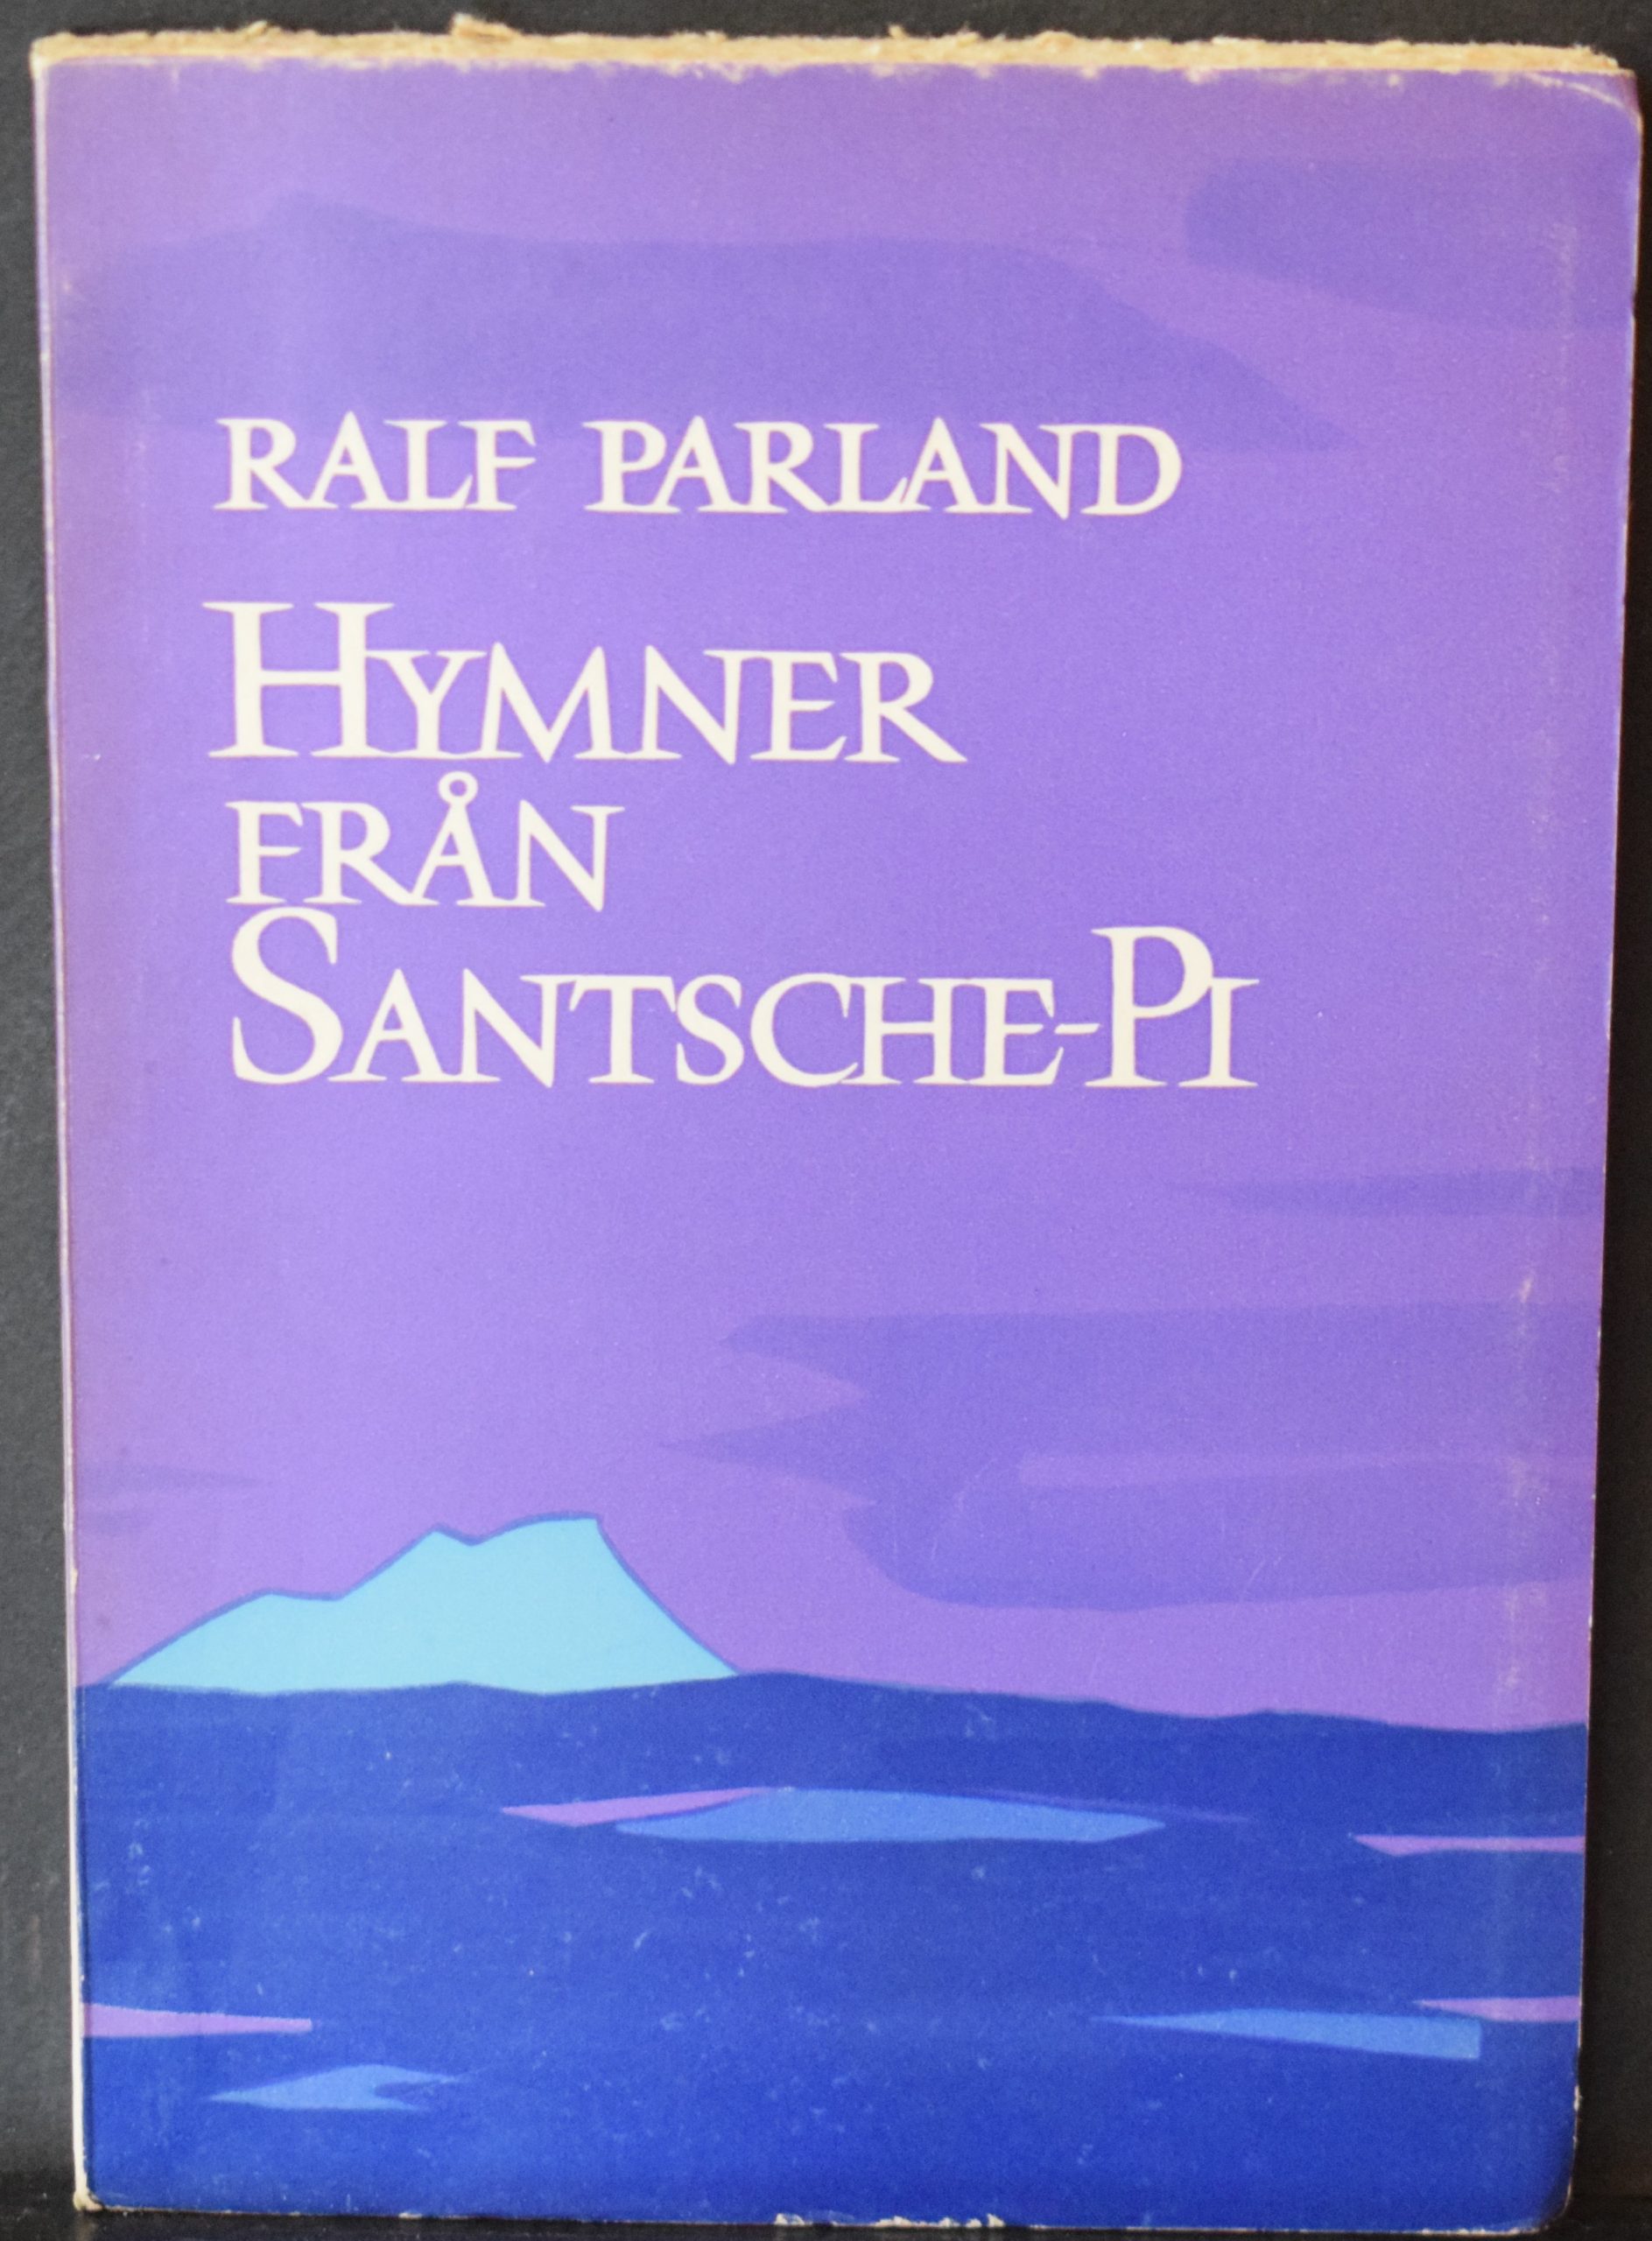 RALF PARLAND
HYMNER
FRÅN
SANTSCHE-PI